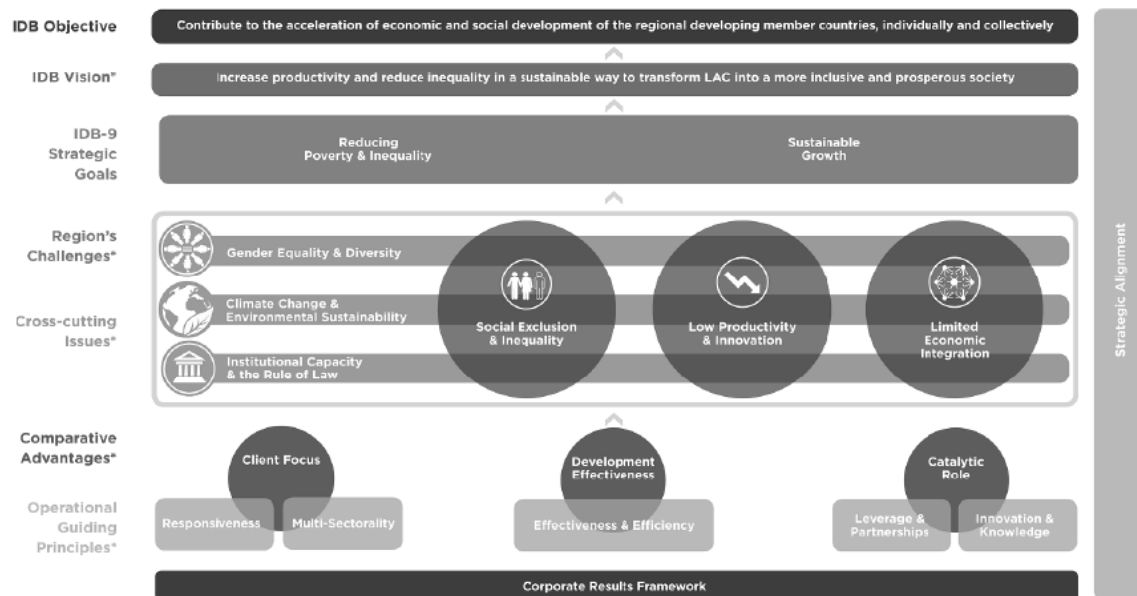 IDB Objective
Contribute to the acceleration of economic and social development of the regional developing member countries, individually and collectively
IDB Vision*
Increase productivity and reduce inequality in a sustainable way to transform LAC into a more inclusive and prosperous society
IDB-9
Strategic
Goals
Reducing
Poverty & Inequality
Sustainable
Growth
Region's
Challenges*
Cross-cutting
Issues*
Gender Equality & Diversity
Climate Change &
Environmental Sustainability
Institutional Capacity
& the Rule of Law
Social Exclusion
& Inequality
Low Productivity
& Innovation
Limited
Economic
Integration
Comparative
Advantages*
Client Focus
Development
Effectiveness
Catalytic
Role
Operational
Guiding
Principles*
Responsiveness
Multi-Sectorality
Effectiveness & Efficiency
Leverage &
Partnerships
Innovation &
Knowledge
Corporate Results Framework
Strategic Alignment